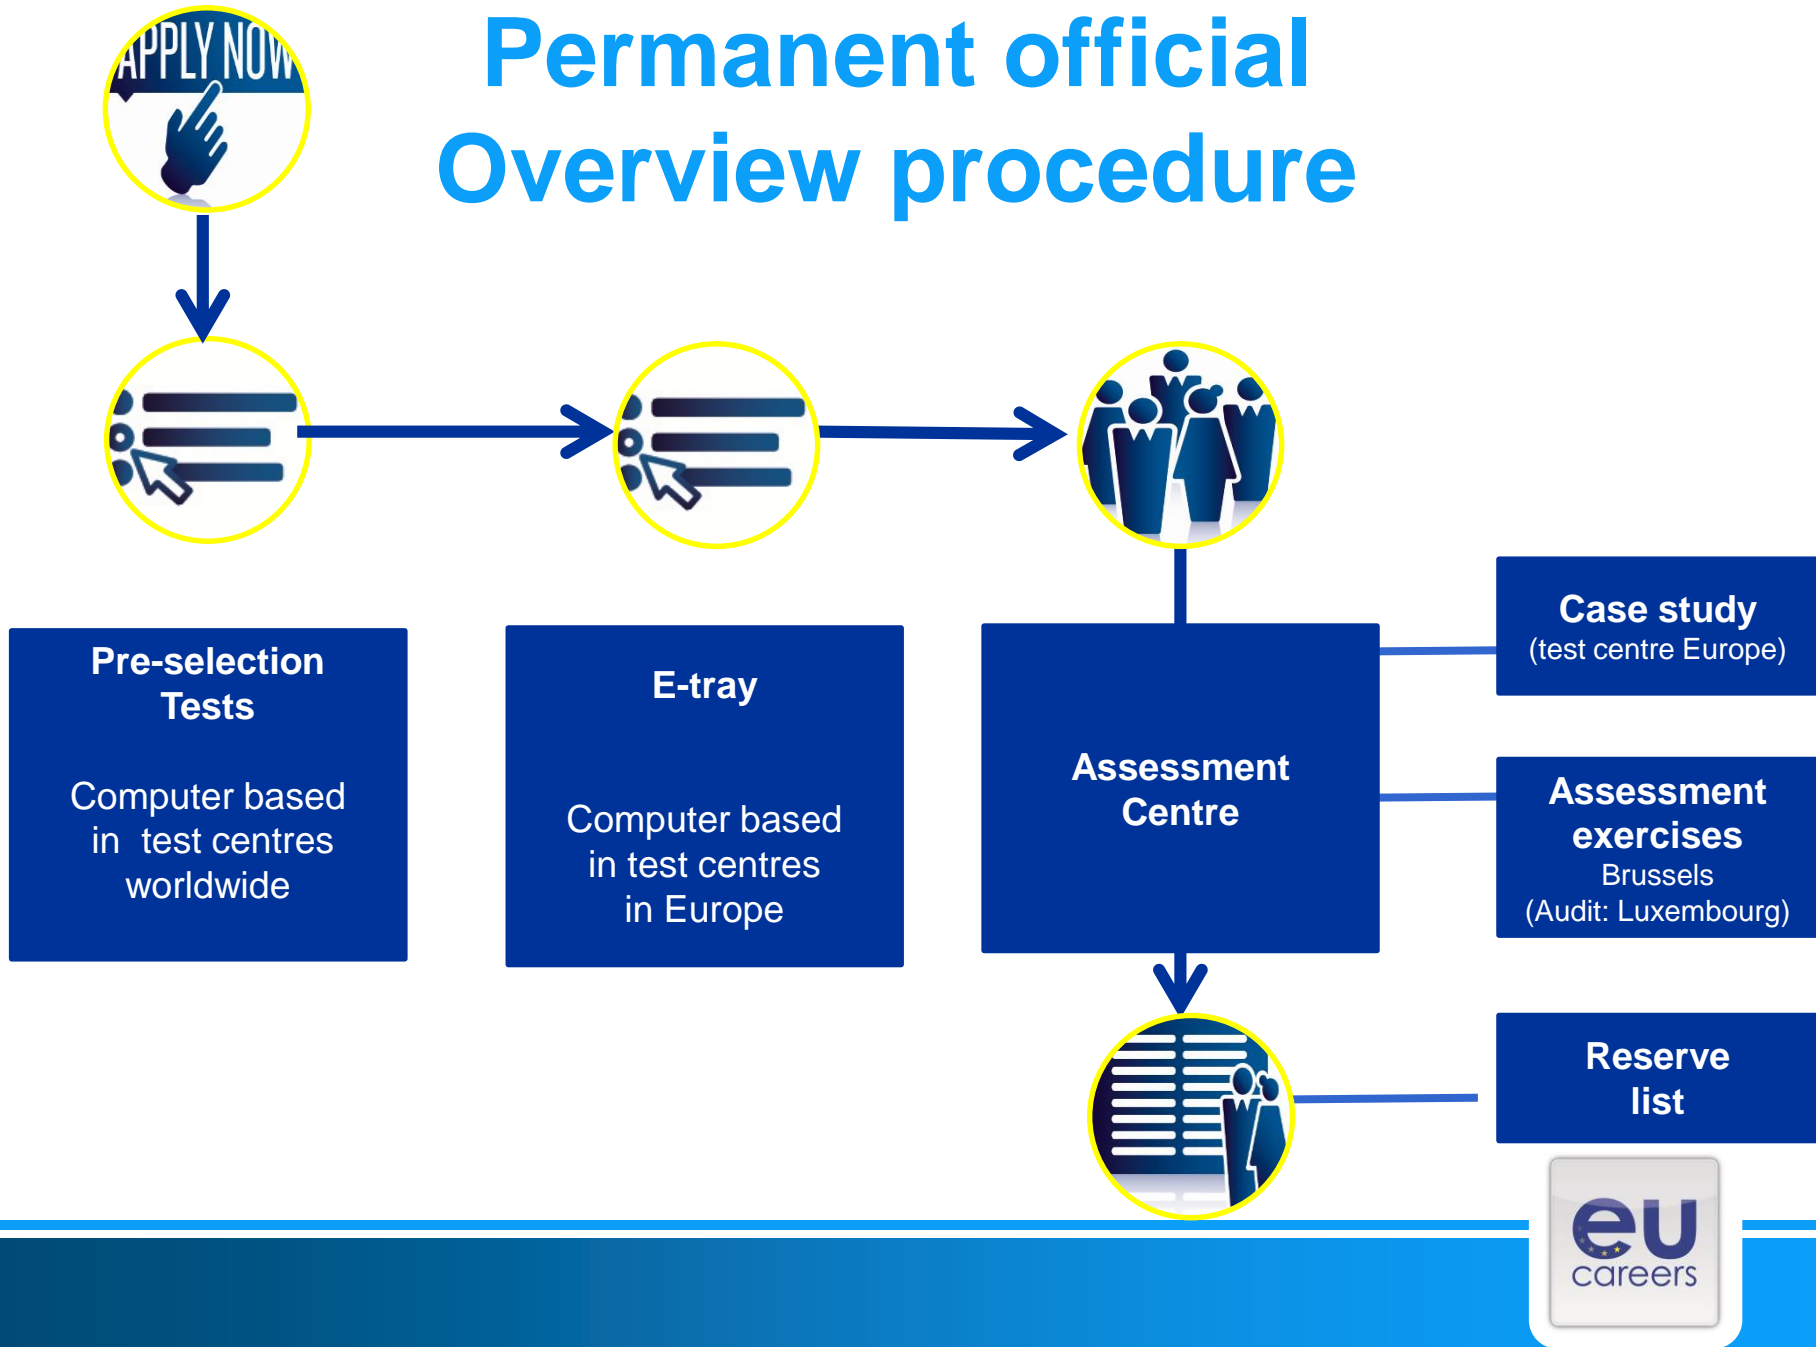 APPLY NOW
Permanent official
Overview procedure
Pre-selection
Tests
Computer based
in test centres
worldwide
E-tray
Computer based
in test centres
in Europe
Assessment
Centre
Case study
(test centre Europe)
Assessment
exercises
Brussels
(Audit: Luxembourg)
Reserve
list
eu
careers